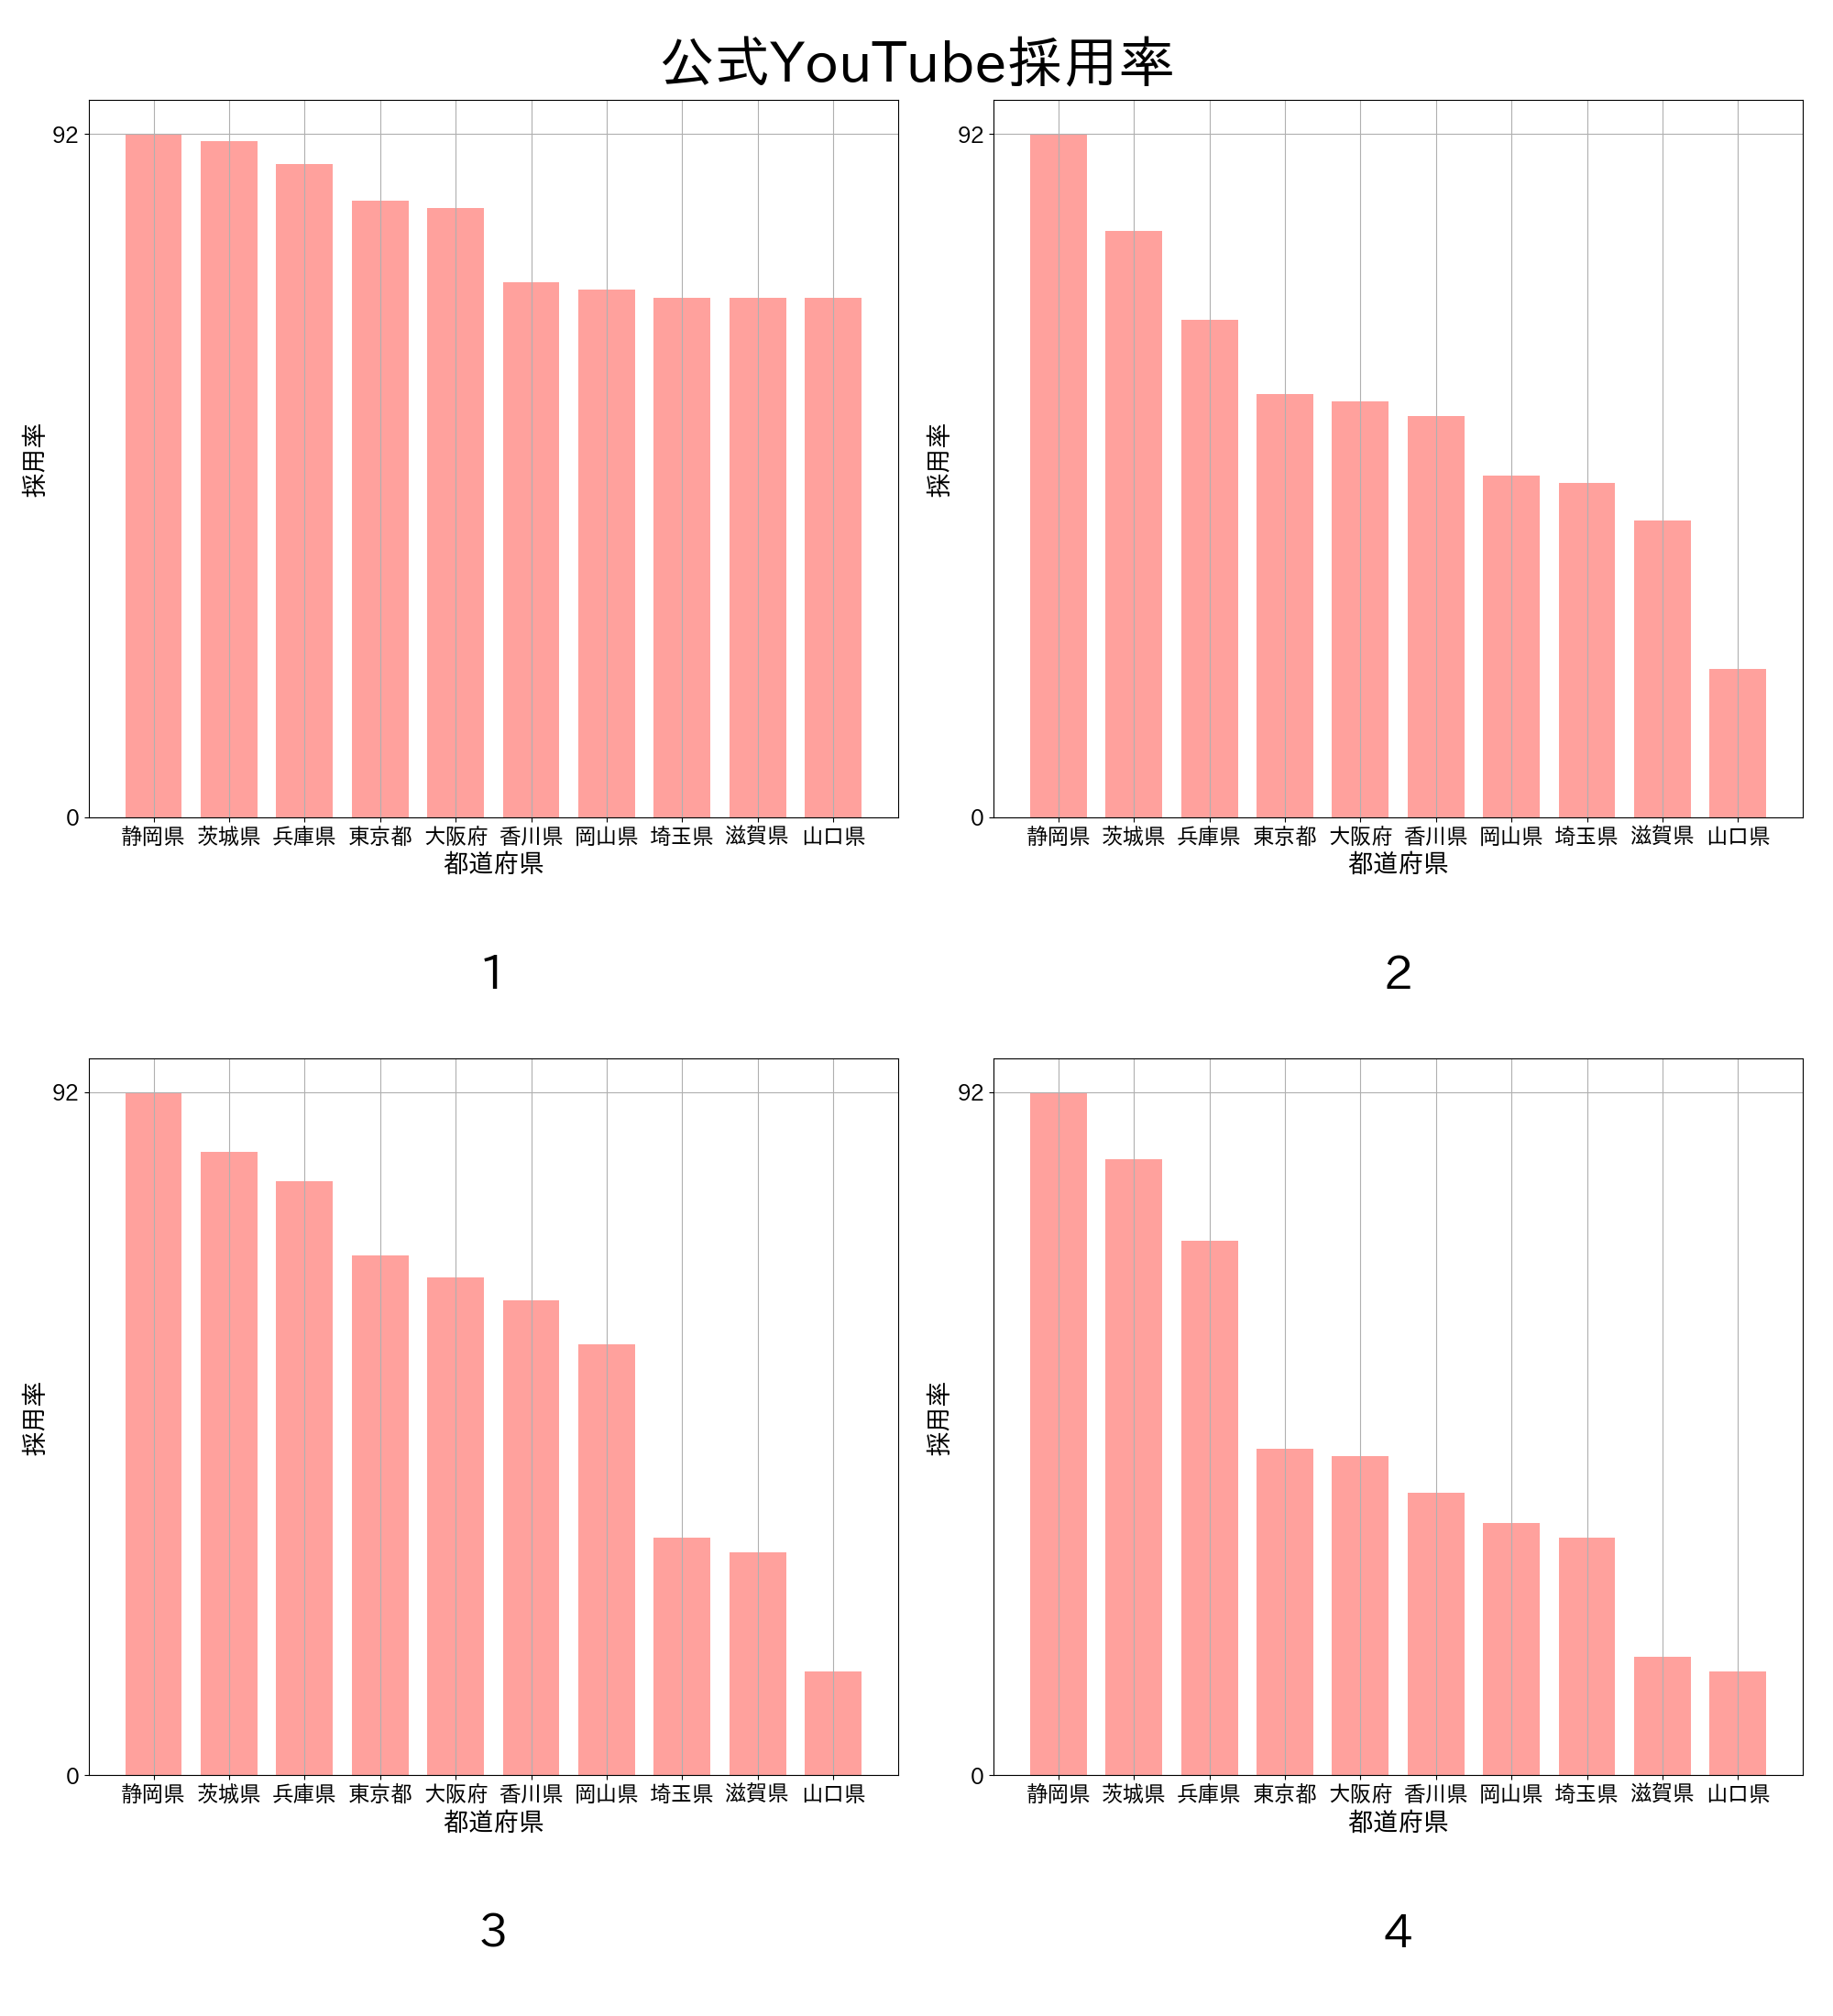 公式YouTube採用率
92
0
採用率
静岡県 茨城県 兵庫県 東京都 大阪府 香川県 岡山県 埼玉県 滋賀県 山口県
都道府県
1
92
0
採用率
静岡県 茨城県 兵庫県 東京都 大阪府 香川県 岡山県 埼玉県 滋賀県 山口県
都道府県
2
92
0
採用率
静岡県 茨城県 兵庫県 東京都 大阪府 香川県 岡山県 埼玉県 滋賀県 山口県
都道府県
3
92
0
採用率
静岡県 茨城県 兵庫県 東京都 大阪府 香川県 岡山県 埼玉県 滋賀県 山口県
都道府県
4